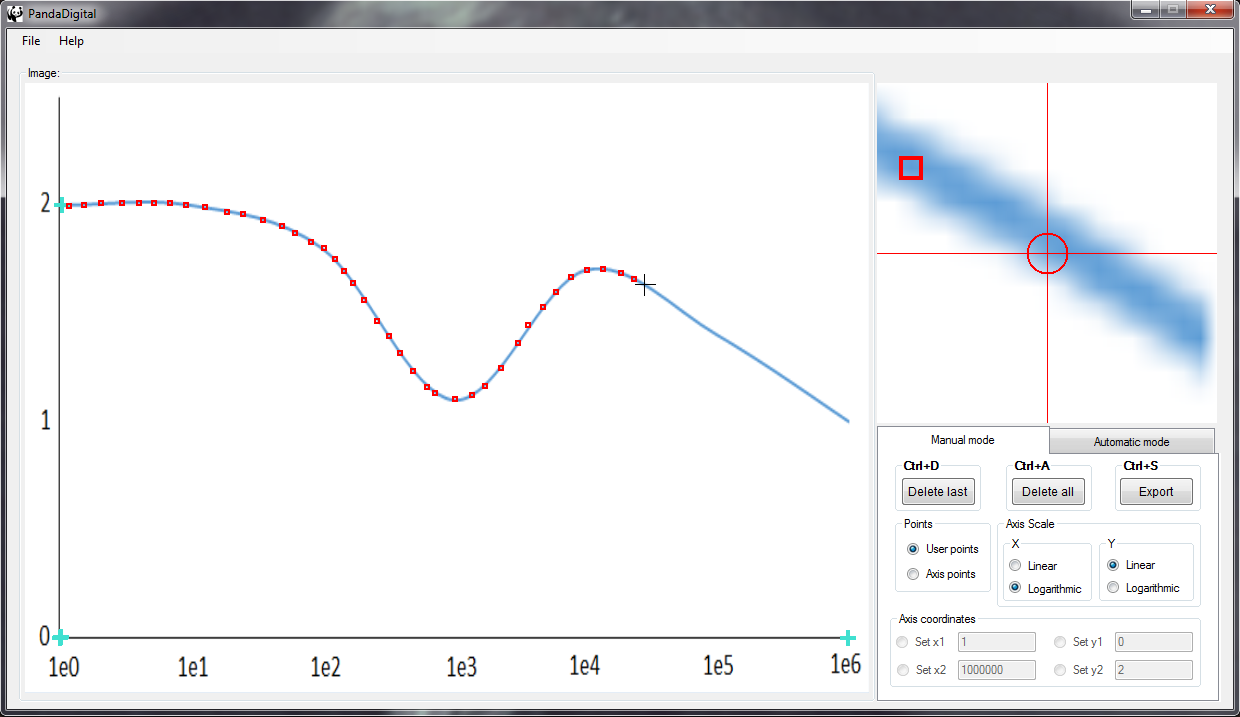 PandaDigital
File Help
Image:
2
1
0
1e0 1e1 1e2 1e3 1e4 1e5 1e6
Manual mode Automatic mode
Ctrl+D Ctrl+A Ctrl+S
Delete last Delete all Export
Points Axis Scale
X Y
User points Linear Linear
Axis points Logarithmic Logarithmic
Axis coordinates
Set x1 1 Set y1 0
Set x2 1000000 Set y2 2